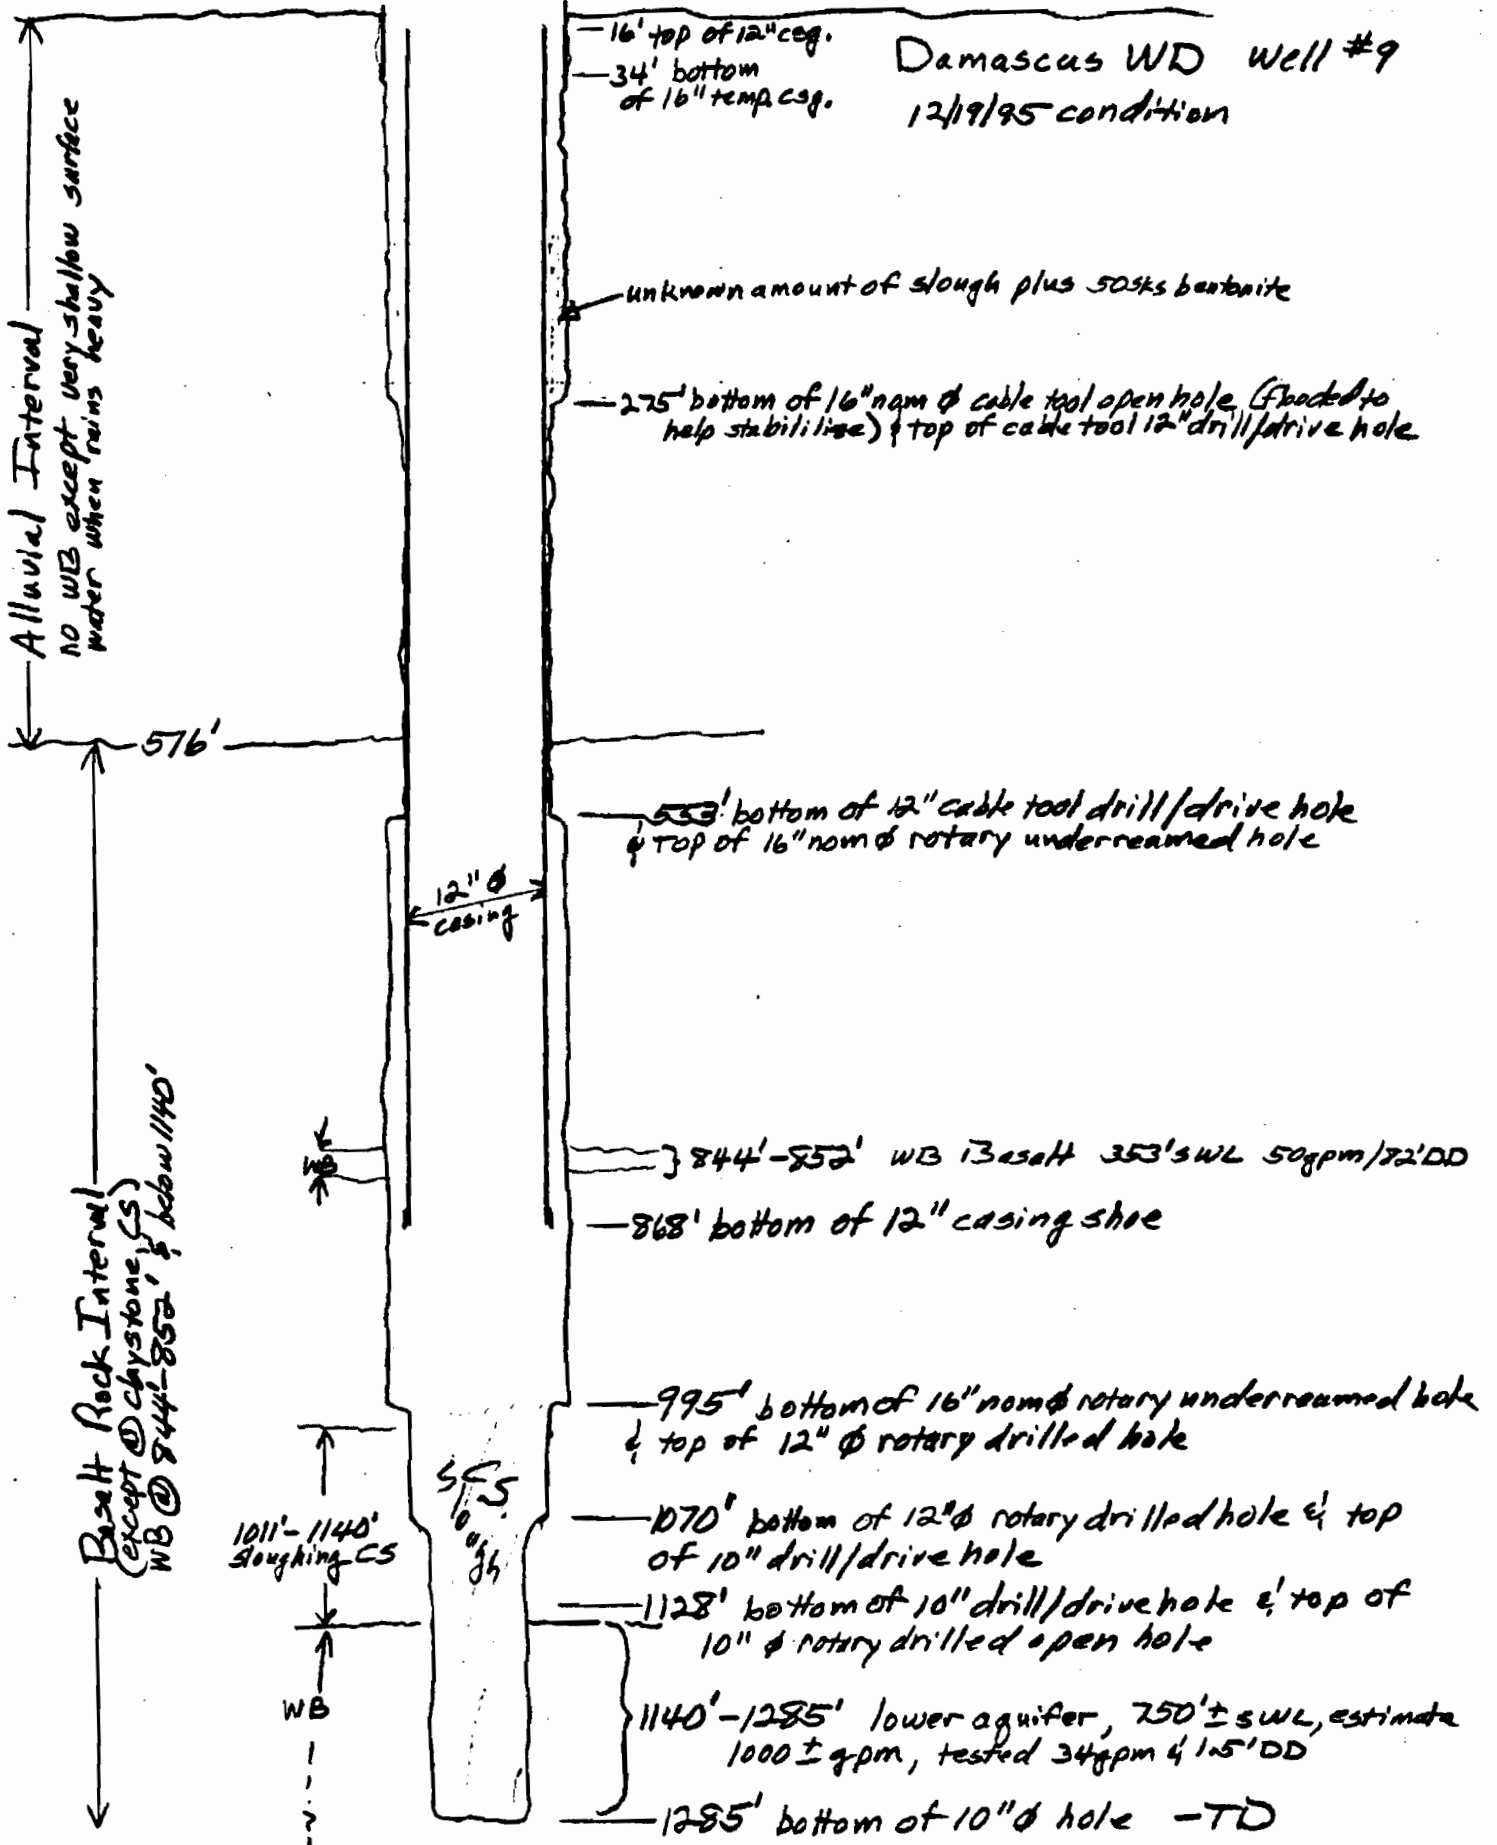 Damascus WD Well #9
12/19/95 condition
16' top of 12" csg.
34' bottom
of 16" temp. csg.
Alluvial Interval
no WB except very shallow surface
water when rains heavy
unknown amount of slough plus 50sks bentonite
275' bottom of 16" nom ø cable tool open hole (flooded to
help stabililize) & top of cable tool 12" drill/drive hole
576'
553' bottom of 12" cable tool drill/drive hole
& Top of 16" nom ø rotary underreamed hole
12" ø
casing
Basalt Rock Interval
(except @ claystone, CS)
WB @ 844'-852' & below 1140'
WB
844'-852' WB Basalt 353' SWL 50gpm/82'DD
868' bottom of 12" casing shoe
995' bottom of 16" nom ø rotary underreamed hole
& top of 12" ø rotary drilled hole
CS
Slough
1011'-1140'
Sloughing CS
1070' bottom of 12" ø rotary drilled hole & top
of 10" drill/drive hole
1128' bottom of 10" drill/drive hole & top of
10" ø rotary drilled open hole
WB
1140'-1285' lower aquifer, 750' ± SWL, estimate
1000 ± gpm, tested 34gpm & 1.5' DD
1285' bottom of 10" ø hole - TD